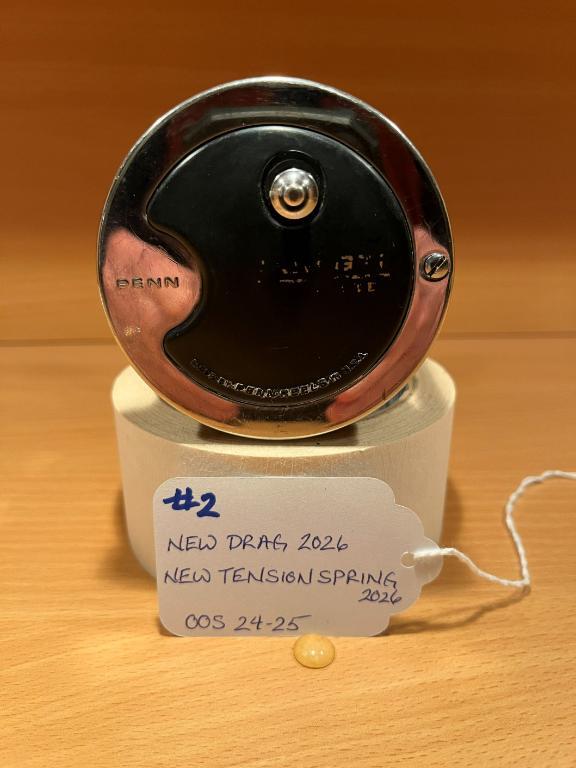 PENN
#2
NEW DRAG 2026
NEW TENSION SPRING
2026
OOS 24-25